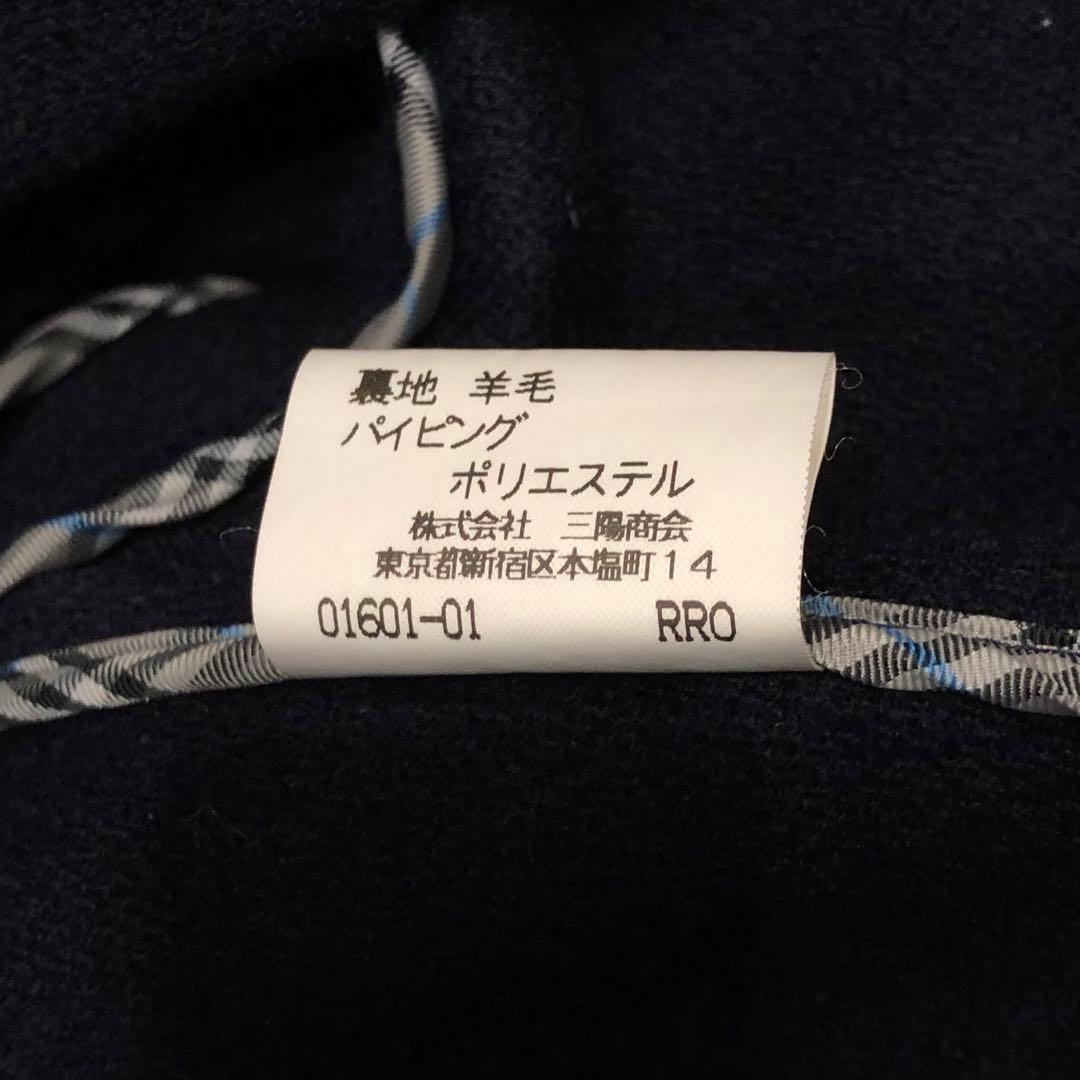 裏地 羊毛
パイピング
ポリエステル
株式会社 三陽商会
東京都新宿区本塩町14
01601-01 RRO